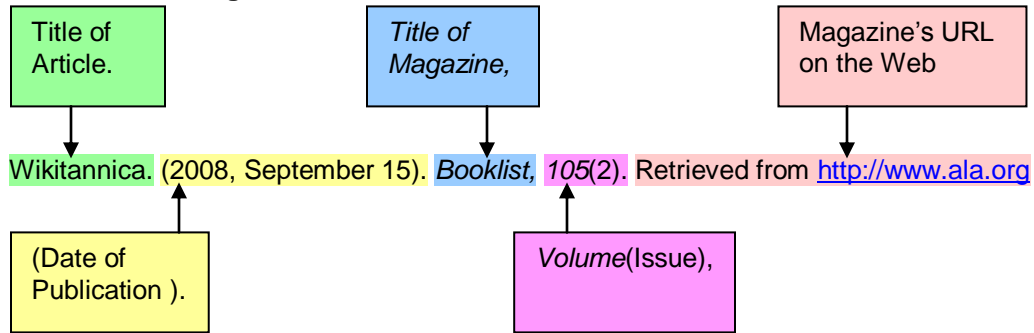 Title of
Article.
Title of
Magazine,
Magazine's URL
on the Web
Wikitannica. (2008, September 15). Booklist, 105(2). Retrieved from http://www.ala.org
(Date of
Publication ).
Volume(Issue),